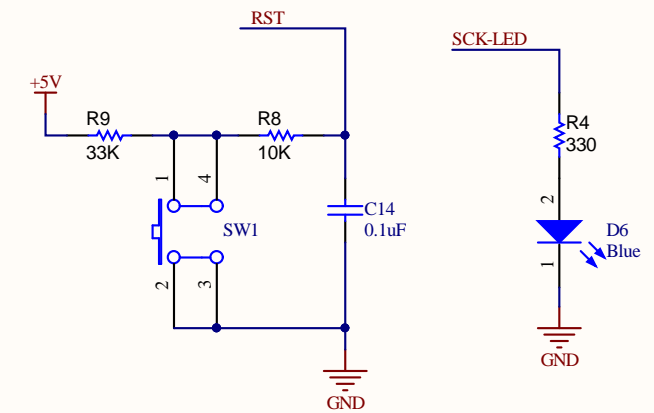 RST
SCK-LED
+5V
R9
33K
R8
10K
R4
330
1
4
SW1
2
3
C14
0.1uF
2
D6
Blue
1
GND
GND